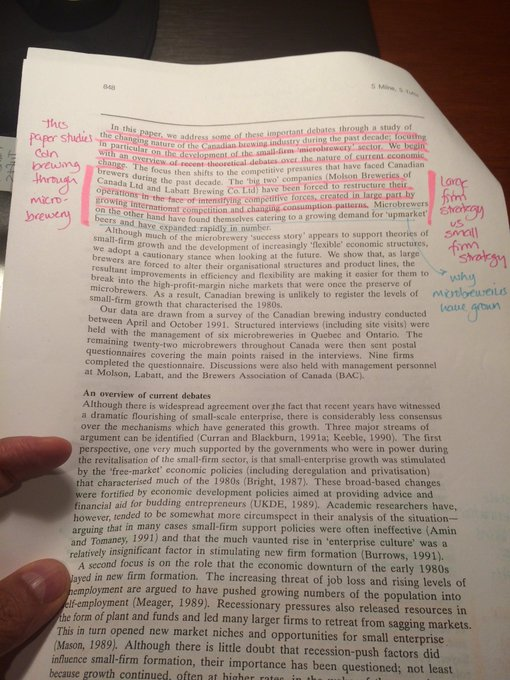 848
S Milne, S
This
paper studies
Cdn
brewing
through
micro-
brewery
In this paper, we address some of these important debates through a study of
the changing nature of the Canadian brewing industry during the past decade; focusing
in particular on the development of the small-firm 'microbrewery' sector. We begin
with an overview of recent theoretical debates over the nature of current economic
change. The focus then shifts to the competitive pressures that have faced Canadian
brewers during the past decade. The 'big two' companies (Molson Breweries of
Canada Ltd and Labatt Brewing Co Ltd) have been forced to restructure their
operations in the face of intensifying competitive forces, created in large part by
growing international competition and changing consumption patterns. Microbrewers
on the other hand have found themselves catering to a growing demand for 'upmarket'
beers and have expanded rapidly in number.
Large
firm
strategy
vs
small
firm
strategy
why
microbreweries
have grown
Although much of the microbrewery 'success story' appears to support theories of
small-firm growth and the development of increasingly 'flexible' economic structures,
we adopt a cautionary stance when looking at the future. We show that, as large
brewers are forced to alter their organisational structures and product lines, the
resultant improvements in efficiency and flexibility are making it easier for them to
break into the high-profit-margin niche markets that were once the preserve of
microbrewers. As a result, Canadian brewing is unlikely to register the levels of
small-firm growth that characterised the 1980s.
Our data are drawn from a survey of the Canadian brewing industry conducted
between April and October 1991. Structured interviews (including site visits) were
held with the management of six microbreweries in Quebec and Ontario. The
remaining twenty-two microbrewers throughout Canada were then sent postal
questionnaires covering the main points raised in the interviews. Nine firms
completed the questionnaire. Discussions were also held with management personnel
at Molson, Labatt, and the Brewers Association of Canada (BAC).
An overview of current debates
Although there is widespread agreement over the fact that recent years have witnessed
a dramatic flourishing of small-scale enterprise, there is considerably less consensus
over the mechanisms which have generated this growth. Three major streams of
argument can be identified (Curran and Blackburn, 1991a; Keeble, 1990). The first
perspective, one very much supported by the governments who were in power during
the revitalisation of the small-firm sector, is that small-enterprise growth was stimulated
by the 'free-market' economic policies (including deregulation and privatisation)
that characterised much of the 1980s (Bright, 1987). These broad-based changes
were fortified by economic development policies aimed at providing advice and
financial aid for budding entrepreneurs (UKDE, 1989). Academic researchers have,
however, tended to be somewhat more circumspect in their analysis of the situation—
arguing that in many cases small-firm support policies were often ineffective (Amin
and Tomaney, 1991) and that the much vaunted rise in 'enterprise culture' was a
relatively insignificant factor in stimulating new firm formation (Burrows, 1991).
A second focus is on the role that the economic downturn of the early 1980s
played in new firm formation. The increasing threat of job loss and rising levels of
unemployment are argued to have pushed growing numbers of the population into
self-employment (Meager, 1989). Recessionary pressures also released resources in
the form of plant and funds and led many larger firms to retreat from sagging markets.
This in turn opened new market niches and opportunities for small enterprise
(Mason, 1989). Although there is little doubt that recession-push factors did
influence small-firm formation, their importance has been questioned; not least
because growth continued, often at higher rates, in the